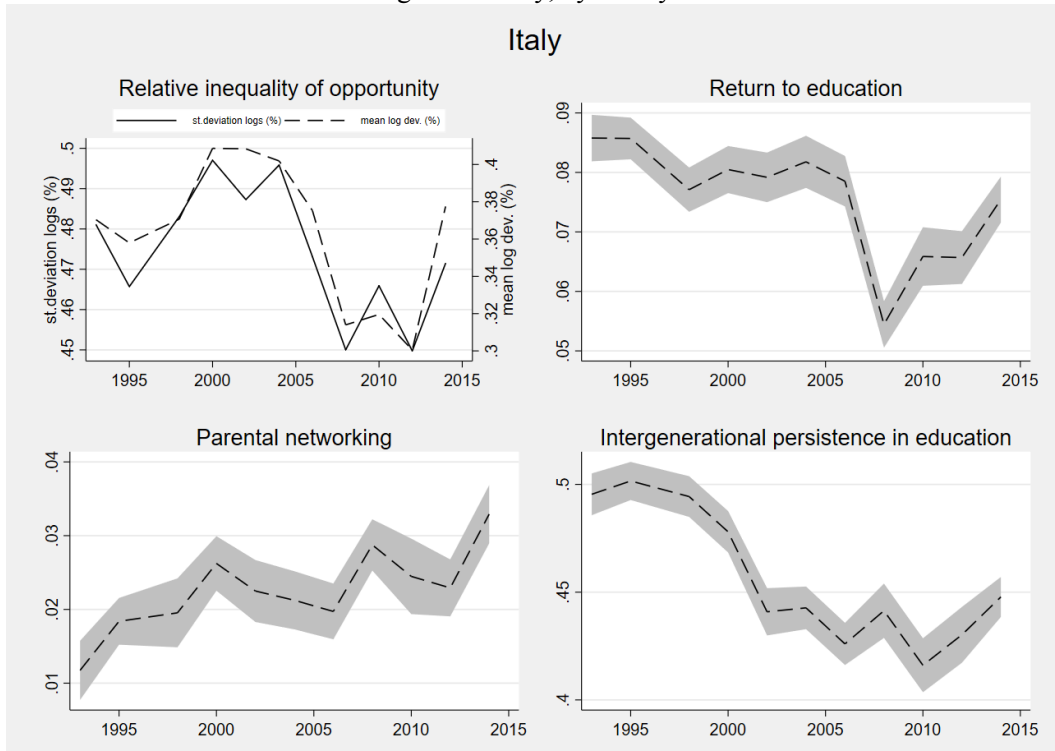 Italy
Relative inequality of opportunity
st.deviation logs (%) mean log dev. (%)
st.deviation logs (%)
.5
.49
.48
.47
.46
.45
mean log dev. (%)
.4
.38
.36
.34
.32
.3
1995 2000 2005 2010 2015
Return to education
.09
.08
.07
.06
.05
1995 2000 2005 2010 2015
Parental networking
.04
.03
.02
.01
1995 2000 2005 2010 2015
Intergenerational persistence in education
.5
.45
.4
1995 2000 2005 2010 2015